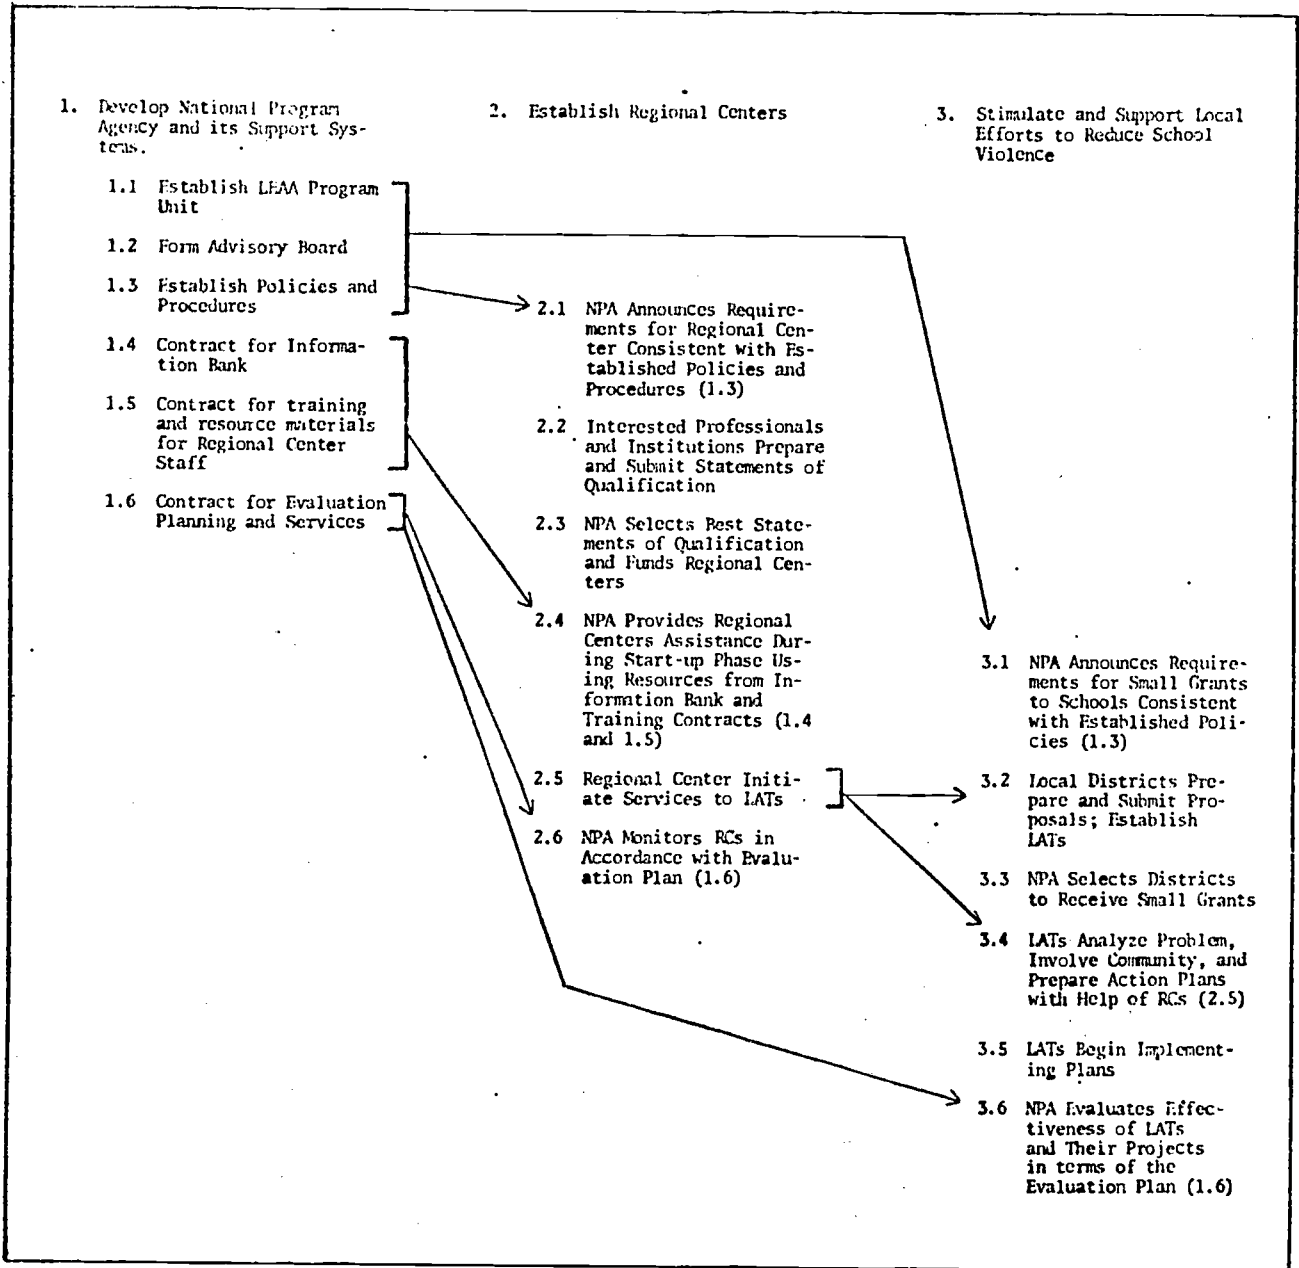 1. Develop National Program
Agency and its Support Sys-
tems.
1.1 Establish LEAA Program
Unit
1.2 Form Advisory Board
1.3 Establish Policies and
Procedures
1.4 Contract for Informa-
tion Bank
1.5 Contract for training
and resource materials
for Regional Center
Staff
1.6 Contract for Evaluation
Planning and Services
2. Establish Regional Centers
2.1 NPA Announces Require-
ments for Regional Cen-
ter Consistent with Es-
tablished Policies and
Procedures (1.3)
2.2 Interested Professionals
and Institutions Prepare
and Submit Statements of
Qualification
2.3 NPA Selects Best State-
ments of Qualification
and Funds Regional Cen-
ters
2.4 NPA Provides Regional
Centers Assistance Dur-
ing Start-up Phase Us-
ing Resources from In-
formation Bank and
Training Contracts (1.4
and 1.5)
2.5 Regional Center Initi-
ate Services to LATs
2.6 NPA Monitors RCs in
Accordance with Evalu-
ation Plan (1.6)
3. Stimulate and Support Local
Efforts to Reduce School
Violence
3.1 NPA Announces Require-
ments for Small Grants
to Schools Consistent
with Established Poli-
cies (1.3)
3.2 Local Districts Pre-
pare and Submit Pro-
posals; Establish
LATs
3.3 NPA Selects Districts
to Receive Small Grants
3.4 LATs Analyze Problem,
Involve Community, and
Prepare Action Plans
with Help of RCs (2.5)
3.5 LATs Begin Implement-
ing Plans
3.6 NPA Evaluates Effec-
tiveness of LATs
and Their Projects
in terms of the
Evaluation Plan (1.6)